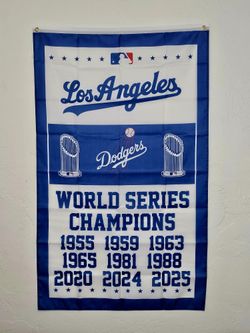 Los Angeles
Dodgers
WORLD SERIES
CHAMPIONS
1955 1959 1963
1965 1981 1988
2020 2024 2025